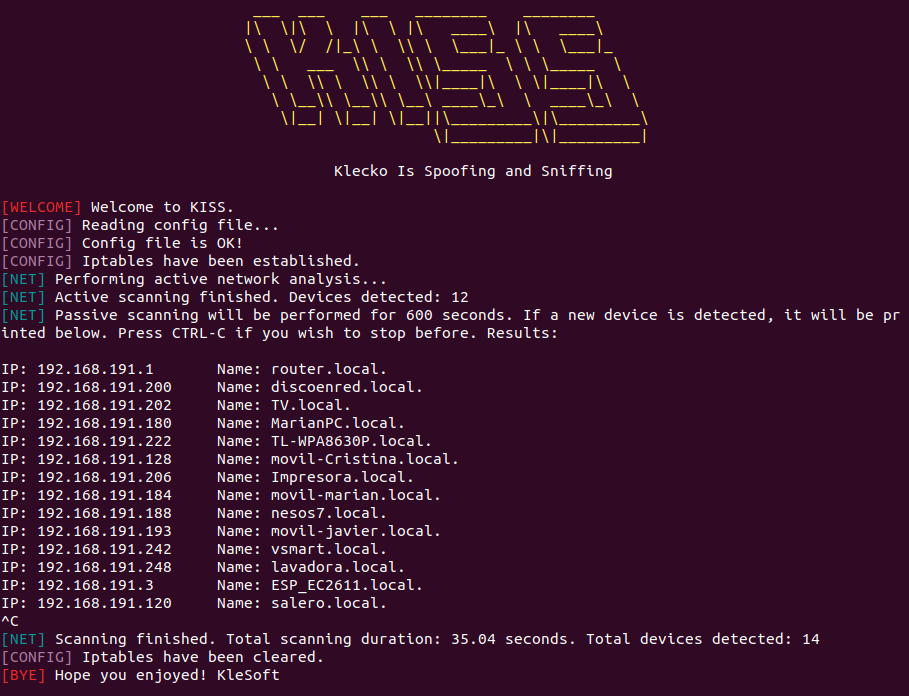 KISS
Klecko Is Spoofing and Sniffing
[WELCOME] Welcome to KISS.
[CONFIG] Reading config file...
[CONFIG] Config file is OK!
[CONFIG] Iptables have been established.
[NET] Performing active network analysis...
[NET] Active scanning finished. Devices detected: 12
[NET] Passive scanning will be performed for 600 seconds. If a new device is detected, it will be pr
inted below. Press CTRL-C if you wish to stop before. Results:
IP: 192.168.191.1 Name: router.local.
IP: 192.168.191.200 Name: discoenred.local.
IP: 192.168.191.202 Name: TV.local.
IP: 192.168.191.180 Name: MarianPC.local.
IP: 192.168.191.222 Name: TL-WPA8630P.local.
IP: 192.168.191.128 Name: movil-Cristina.local.
IP: 192.168.191.206 Name: Impresora.local.
IP: 192.168.191.184 Name: movil-marian.local.
IP: 192.168.191.188 Name: nesos7.local.
IP: 192.168.191.193 Name: movil-javier.local.
IP: 192.168.191.242 Name: vsmart.local.
IP: 192.168.191.248 Name: lavadora.local.
IP: 192.168.191.3 Name: ESP_EC2611.local.
IP: 192.168.191.120 Name: salero.local.
^C
[NET] Scanning finished. Total scanning duration: 35.04 seconds. Total devices detected: 14
[CONFIG] Iptables have been cleared.
[BYE] Hope you enjoyed! KleSoft